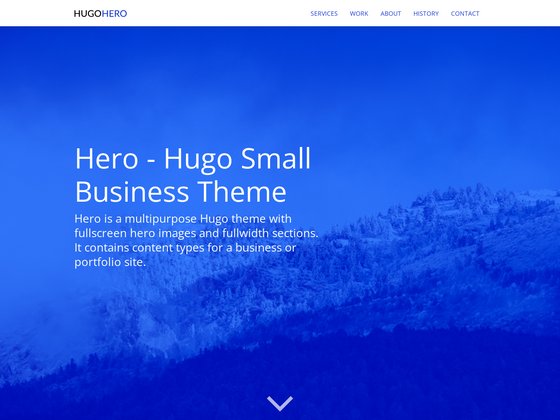 HUGOHERO
SERVICES WORK ABOUT HISTORY CONTACT
Hero - Hugo Small
Business Theme
Hero is a multipurpose Hugo theme with
fullscreen hero images and fullwidth sections.
It contains content types for a business or
portfolio site.